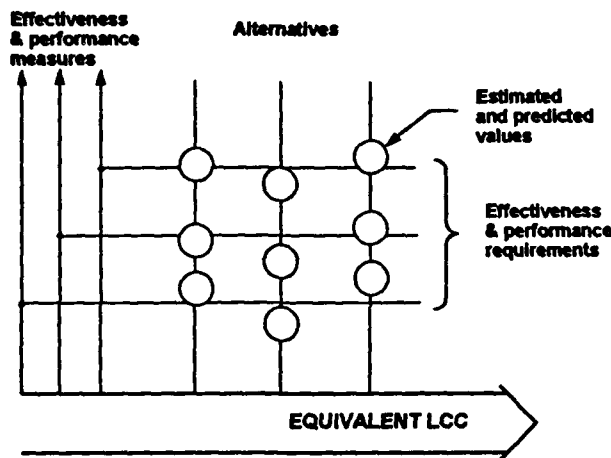 Effectiveness
& performance
measures
Alternatives
Estimated
and predicted
values
Effectiveness
& performance
requirements
EQUIVALENT LCC